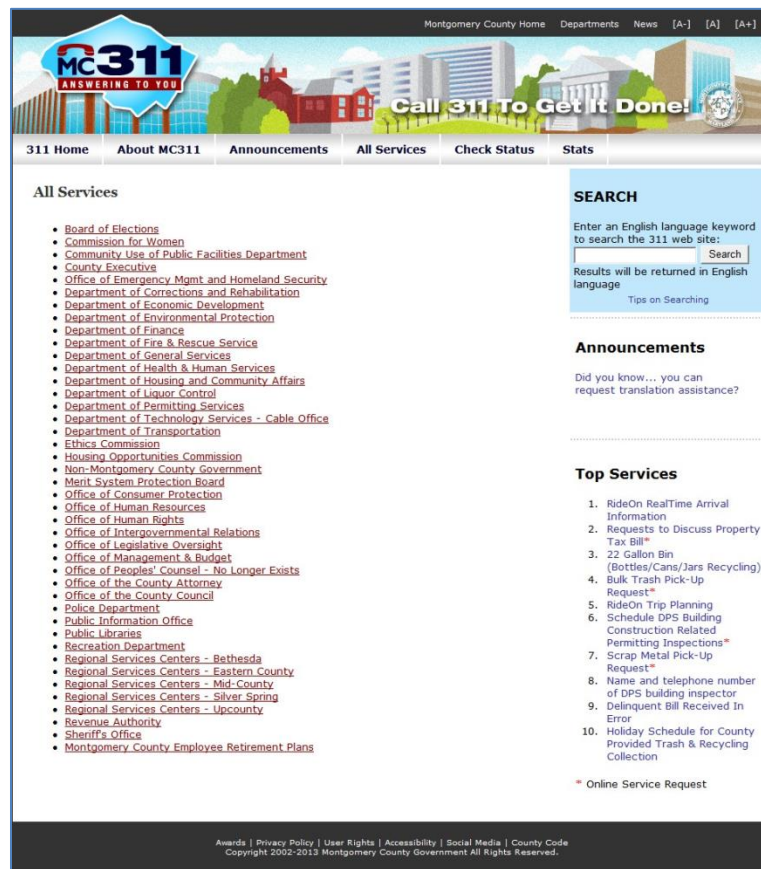 Montgomery County Home Departments News [A-] [A] [A+]
MC311
ANSWERING TO YOU
Call 311 To Get It Done!
311 Home About MC311 Announcements All Services Check Status Stats
All Services
Board of Elections
Commission for Women
Community Use of Public Facilities Department
County Executive
Office of Emergency Mgmt and Homeland Security
Department of Corrections and Rehabilitation
Department of Economic Development
Department of Environmental Protection
Department of Finance
Department of Fire & Rescue Service
Department of General Services
Department of Health & Human Services
Department of Housing and Community Affairs
Department of Liquor Control
Department of Permitting Services
Department of Technology Services - Cable Office
Department of Transportation
Ethics Commission
Housing Opportunities Commission
Non-Montgomery County Government
Merit System Protection Board
Office of Consumer Protection
Office of Human Resources
Office of Human Rights
Office of Intergovernmental Relations
Office of Legislative Oversight
Office of Management & Budget
Office of Peoples' Counsel - No Longer Exists
Office of the County Attorney
Office of the County Council
Police Department
Public Information Office
Public Libraries
Recreation Department
Regional Services Centers - Bethesda
Regional Services Centers - Eastern County
Regional Services Centers - Mid-County
Regional Services Centers - Silver Spring
Regional Services Centers - Upcounty
Revenue Authority
Sheriff's Office
Montgomery County Employee Retirement Plans
SEARCH
Enter an English language keyword
to search the 311 web site:
Search
Results will be returned in English
language
Tips on Searching
Announcements
Did you know... you can
request translation assistance?
Top Services
1. RideOn RealTime Arrival
Information
2. Requests to Discuss Property
Tax Bill*
3. 22 Gallon Bin
(Bottles/Cans/Jars Recycling)
4. Bulk Trash Pick-Up
Request*
5. RideOn Trip Planning
6. Schedule DPS Building
Construction Related
Permitting Inspections*
7. Scrap Metal Pick-Up
Request*
8. Name and telephone number
of DPS building inspector
9. Delinquent Bill Received In
Error
10. Holiday Schedule for County
Provided Trash & Recycling
Collection
* Online Service Request
Awards | Privacy Policy | User Rights | Accessibility | Social Media | County Code
Copyright 2002-2013 Montgomery County Government All Rights Reserved.